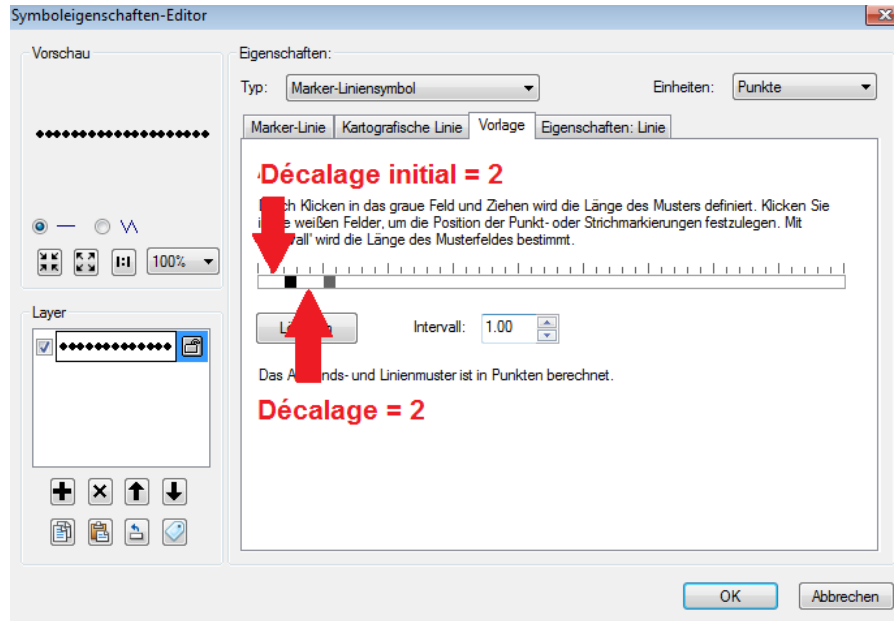 Symboleigenschaften-Editor
Vorschau
100%
Layer
Eigenschaften:
Typ: Marker-Liniensymbol Einheiten: Punkte
Marker-Linie Kartografische Linie Vorlage Eigenschaften: Linie
Décalage initial = 2
Klicken in das graue Feld und Ziehen wird die Länge des Musters definiert. Klicken Sie
weißen Felder, um die Position der Punkt- oder Strichmarkierungen festzulegen. Mit
wird die Länge des Musterfeldes bestimmt.
Intervall: 1.00
Das und Linienmuster ist in Punkten berechnet.
Décalage = 2
OK Abbrechen